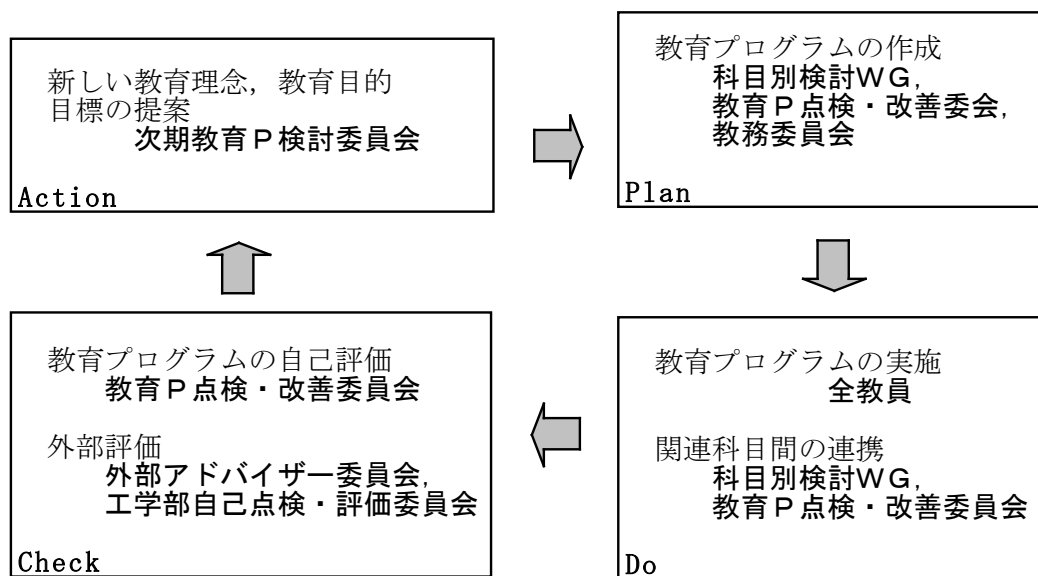 新しい教育理念，教育目的
目標の提案
次期教育Ｐ検討委員会
Action
教育プログラムの作成
科目別検討ＷＧ，
教育Ｐ点検・改善委会，
教務委員会
Plan
教育プログラムの自己評価
教育Ｐ点検・改善委員会
外部評価
外部アドバイザー委員会，
工学部自己点検・評価委員会
Check
教育プログラムの実施
全教員
関連科目間の連携
科目別検討ＷＧ，
教育Ｐ点検・改善委員会
Do